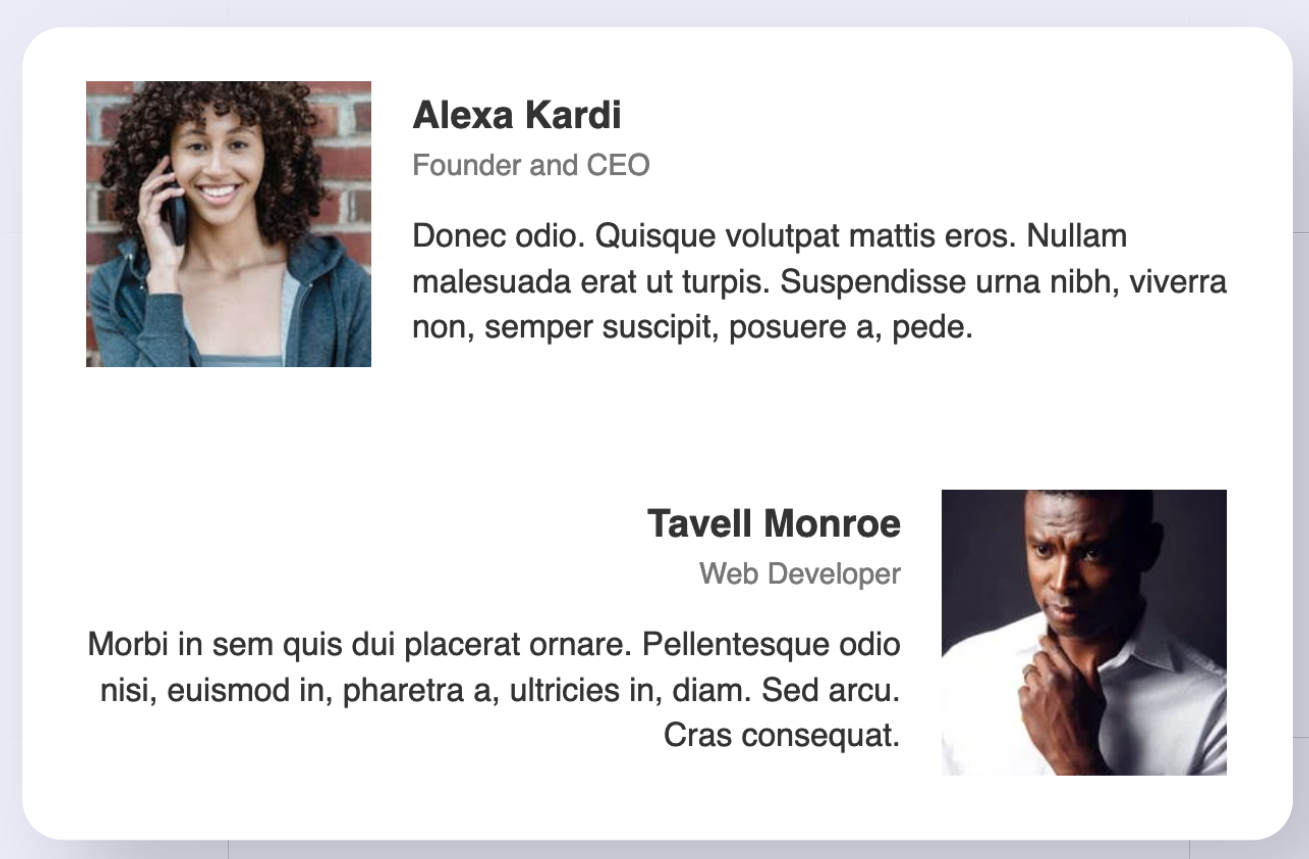 Alexa Kardi
Founder and CEO
Donec odio. Quisque volutpat mattis eros. Nullam
malesuada erat ut turpis. Suspendisse urna nibh, viverra
non, semper suscipit, posuere a, pede.
Tavell Monroe
Web Developer
Morbi in sem quis dui placerat ornare. Pellentesque odio
nisi, euismod in, pharetra a, ultricies in, diam. Sed arcu.
Cras consequat.